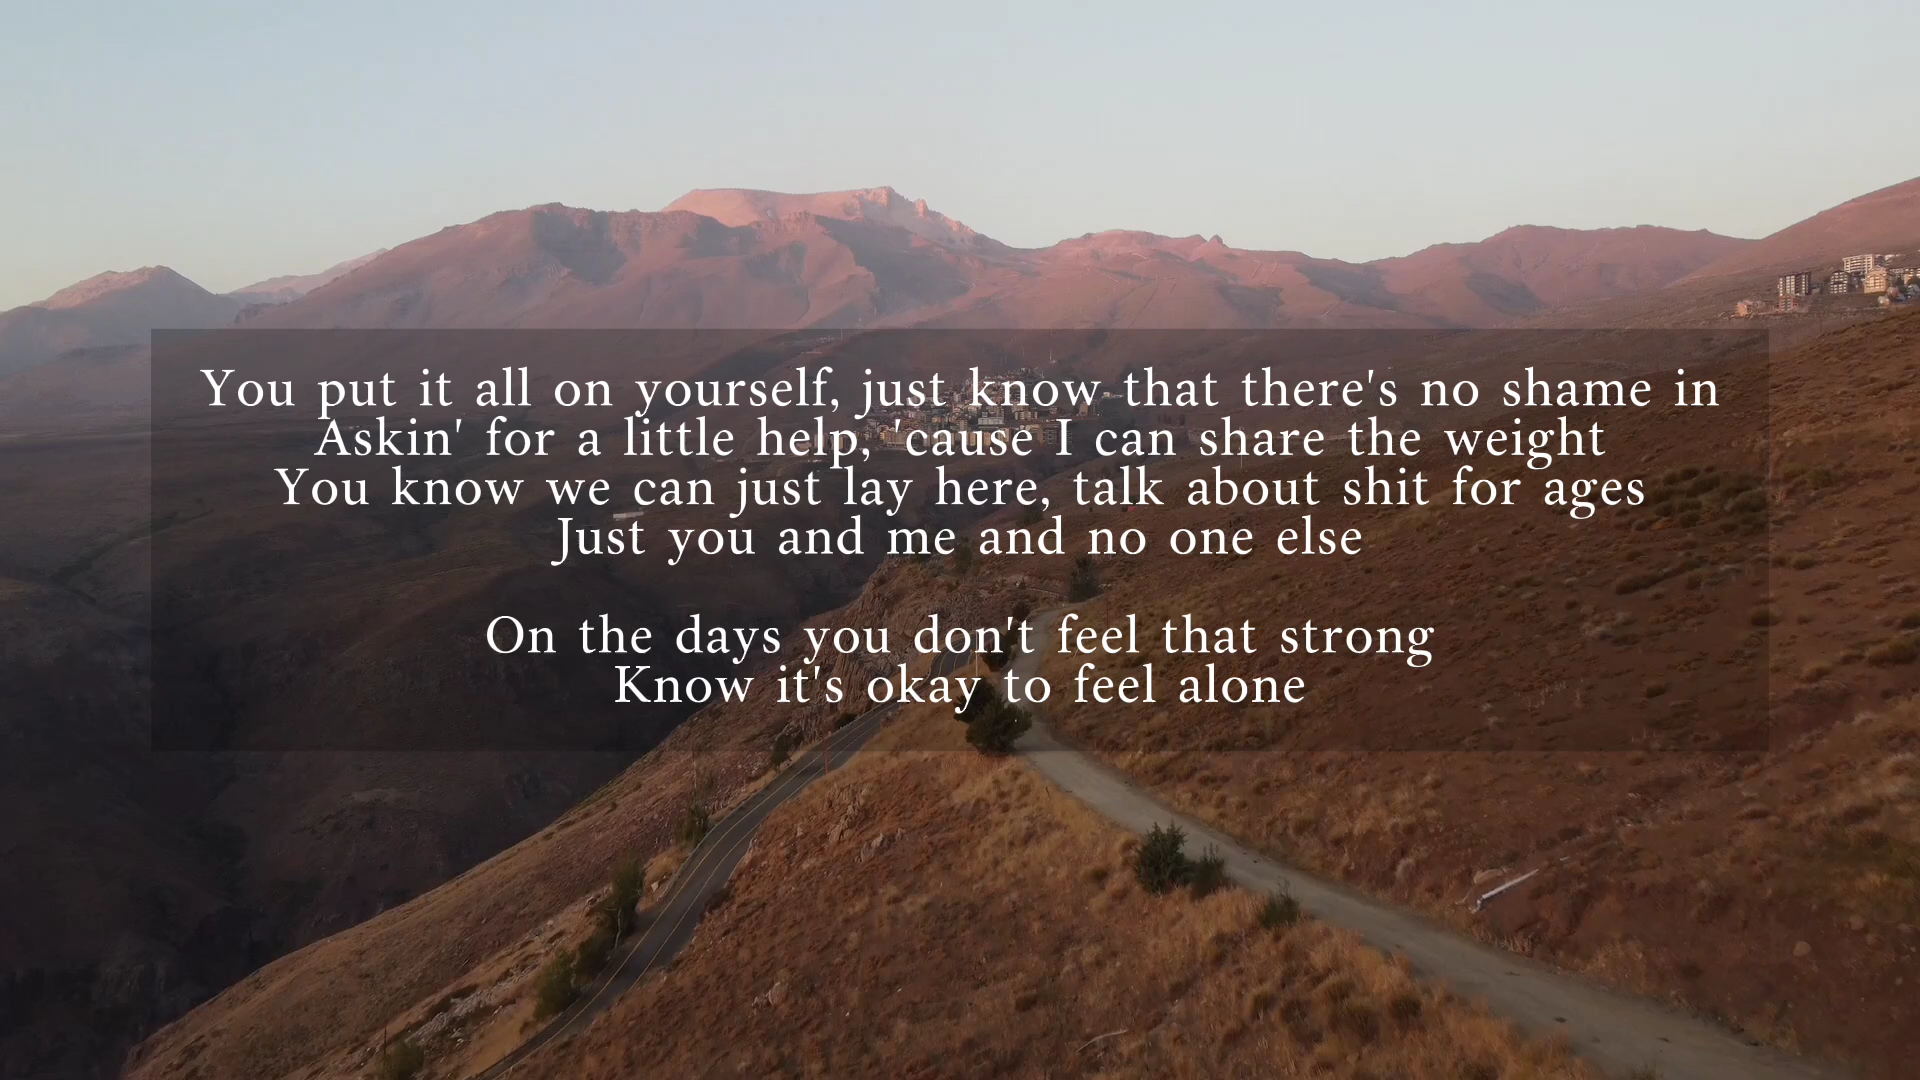 You put it all on yourself, just know that there's no shame in
Askin' for a little help, 'cause I can share the weight
You know we can just lay here, talk about shit for ages
Just you and me and no one else
On the days you don't feel that strong
Know it's okay to feel alone